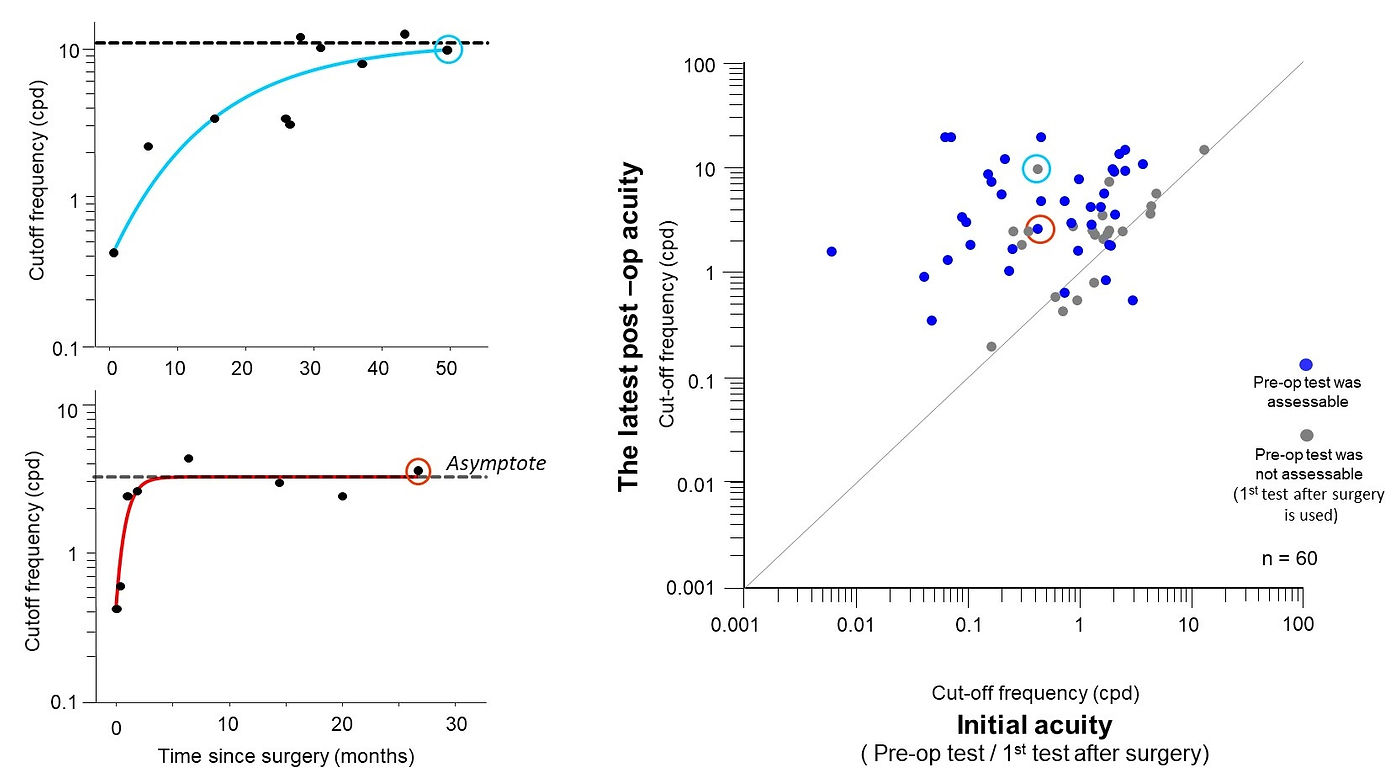 10
1
0.1
Cutoff frequency (cpd)
0 10 20 30 40 50
10
1
0.1
Cutoff frequency (cpd)
Asymptote
0 10 20 30
Time since surgery (months)
The latest post –op acuity
Cut-off frequency (cpd)
100
10
1
0.1
0.01
0.001
0.001 0.01 0.1 1 10 100
Pre-op test was
assessable
Pre-op test was
not assessable
(1st test after surgery
is used)
n = 60
Cut-off frequency (cpd)
Initial acuity
( Pre-op test / 1st test after surgery)